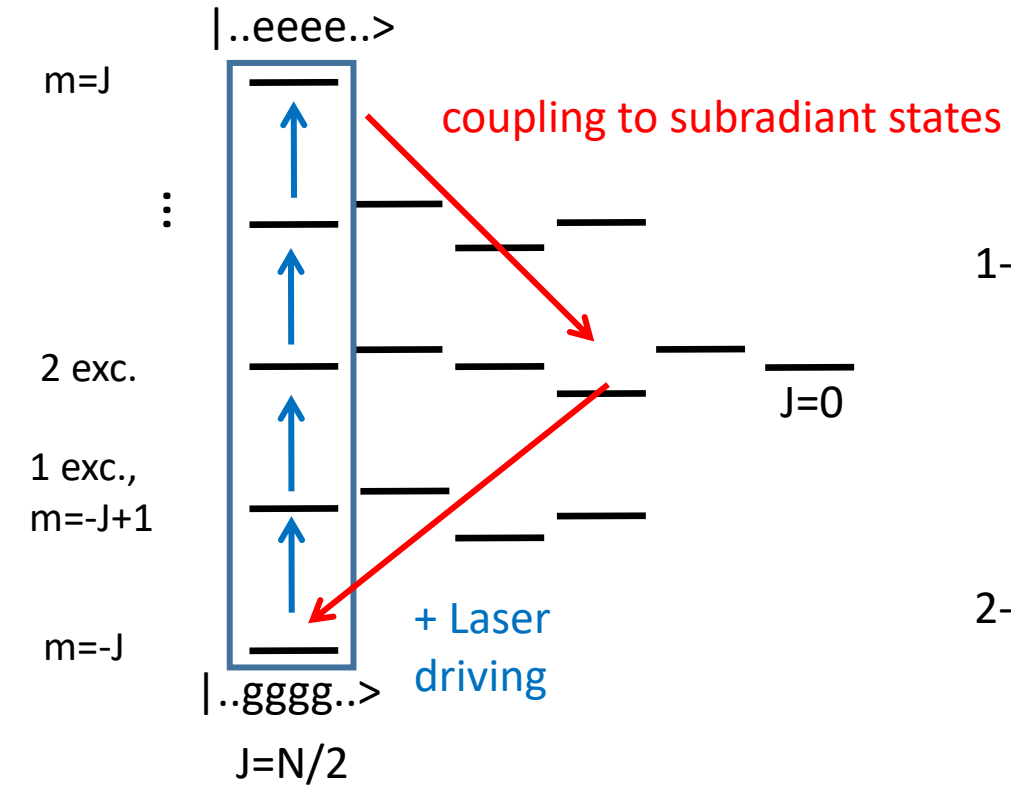 |..eeee..>
m=J
coupling to subradiant states
⋮
1-
2 exc.
J=0
1 exc.,
m=-J+1
+ Laser
driving
2-
m=-J
|..gggg..>
J=N/2